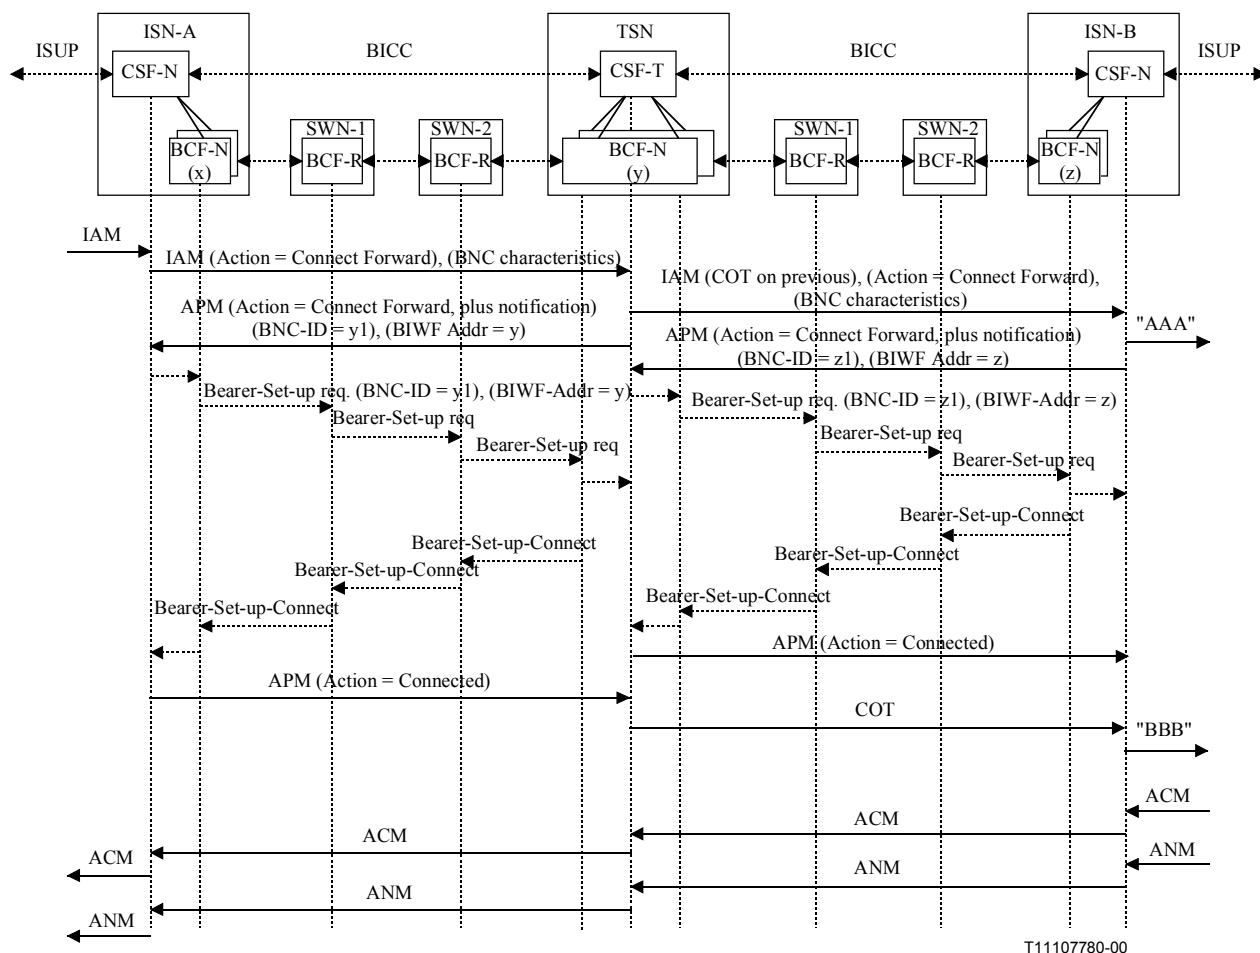 ISN-A
TSN
ISN-B
ISUP
BICC
BICC
ISUP
CSF-N
CSF-T
CSF-N
SWN-1
SWN-2
SWN-1
SWN-2
BCF-N
(x)
BCF-R
BCF-R
BCF-N
(y)
BCF-R
BCF-R
BCF-N
(z)
IAM
IAM (Action = Connect Forward), (BNC characteristics)
IAM (COT on previous), (Action = Connect Forward),
(BNC characteristics)
APM (Action = Connect Forward, plus notification)
(BNC-ID = y1), (BIWF Addr = y)
"AAA"
APM (Action = Connect Forward, plus notification)
(BNC-ID = z1), (BIWF Addr = z)
Bearer-Set-up req. (BNC-ID = y1), (BIWF-Addr = y)
Bearer-Set-up req. (BNC-ID = z1), (BIWF-Addr = z)
Bearer-Set-up req
Bearer-Set-up req
Bearer-Set-up req
Bearer-Set-up req
Bearer-Set-up-Connect
Bearer-Set-up-Connect
Bearer-Set-up-Connect
Bearer-Set-up-Connect
Bearer-Set-up-Connect
Bearer-Set-up-Connect
APM (Action = Connected)
APM (Action = Connected)
COT
"BBB"
ACM
ACM
ACM
ACM
ANM
ANM
ANM
ANM
T11107780-00